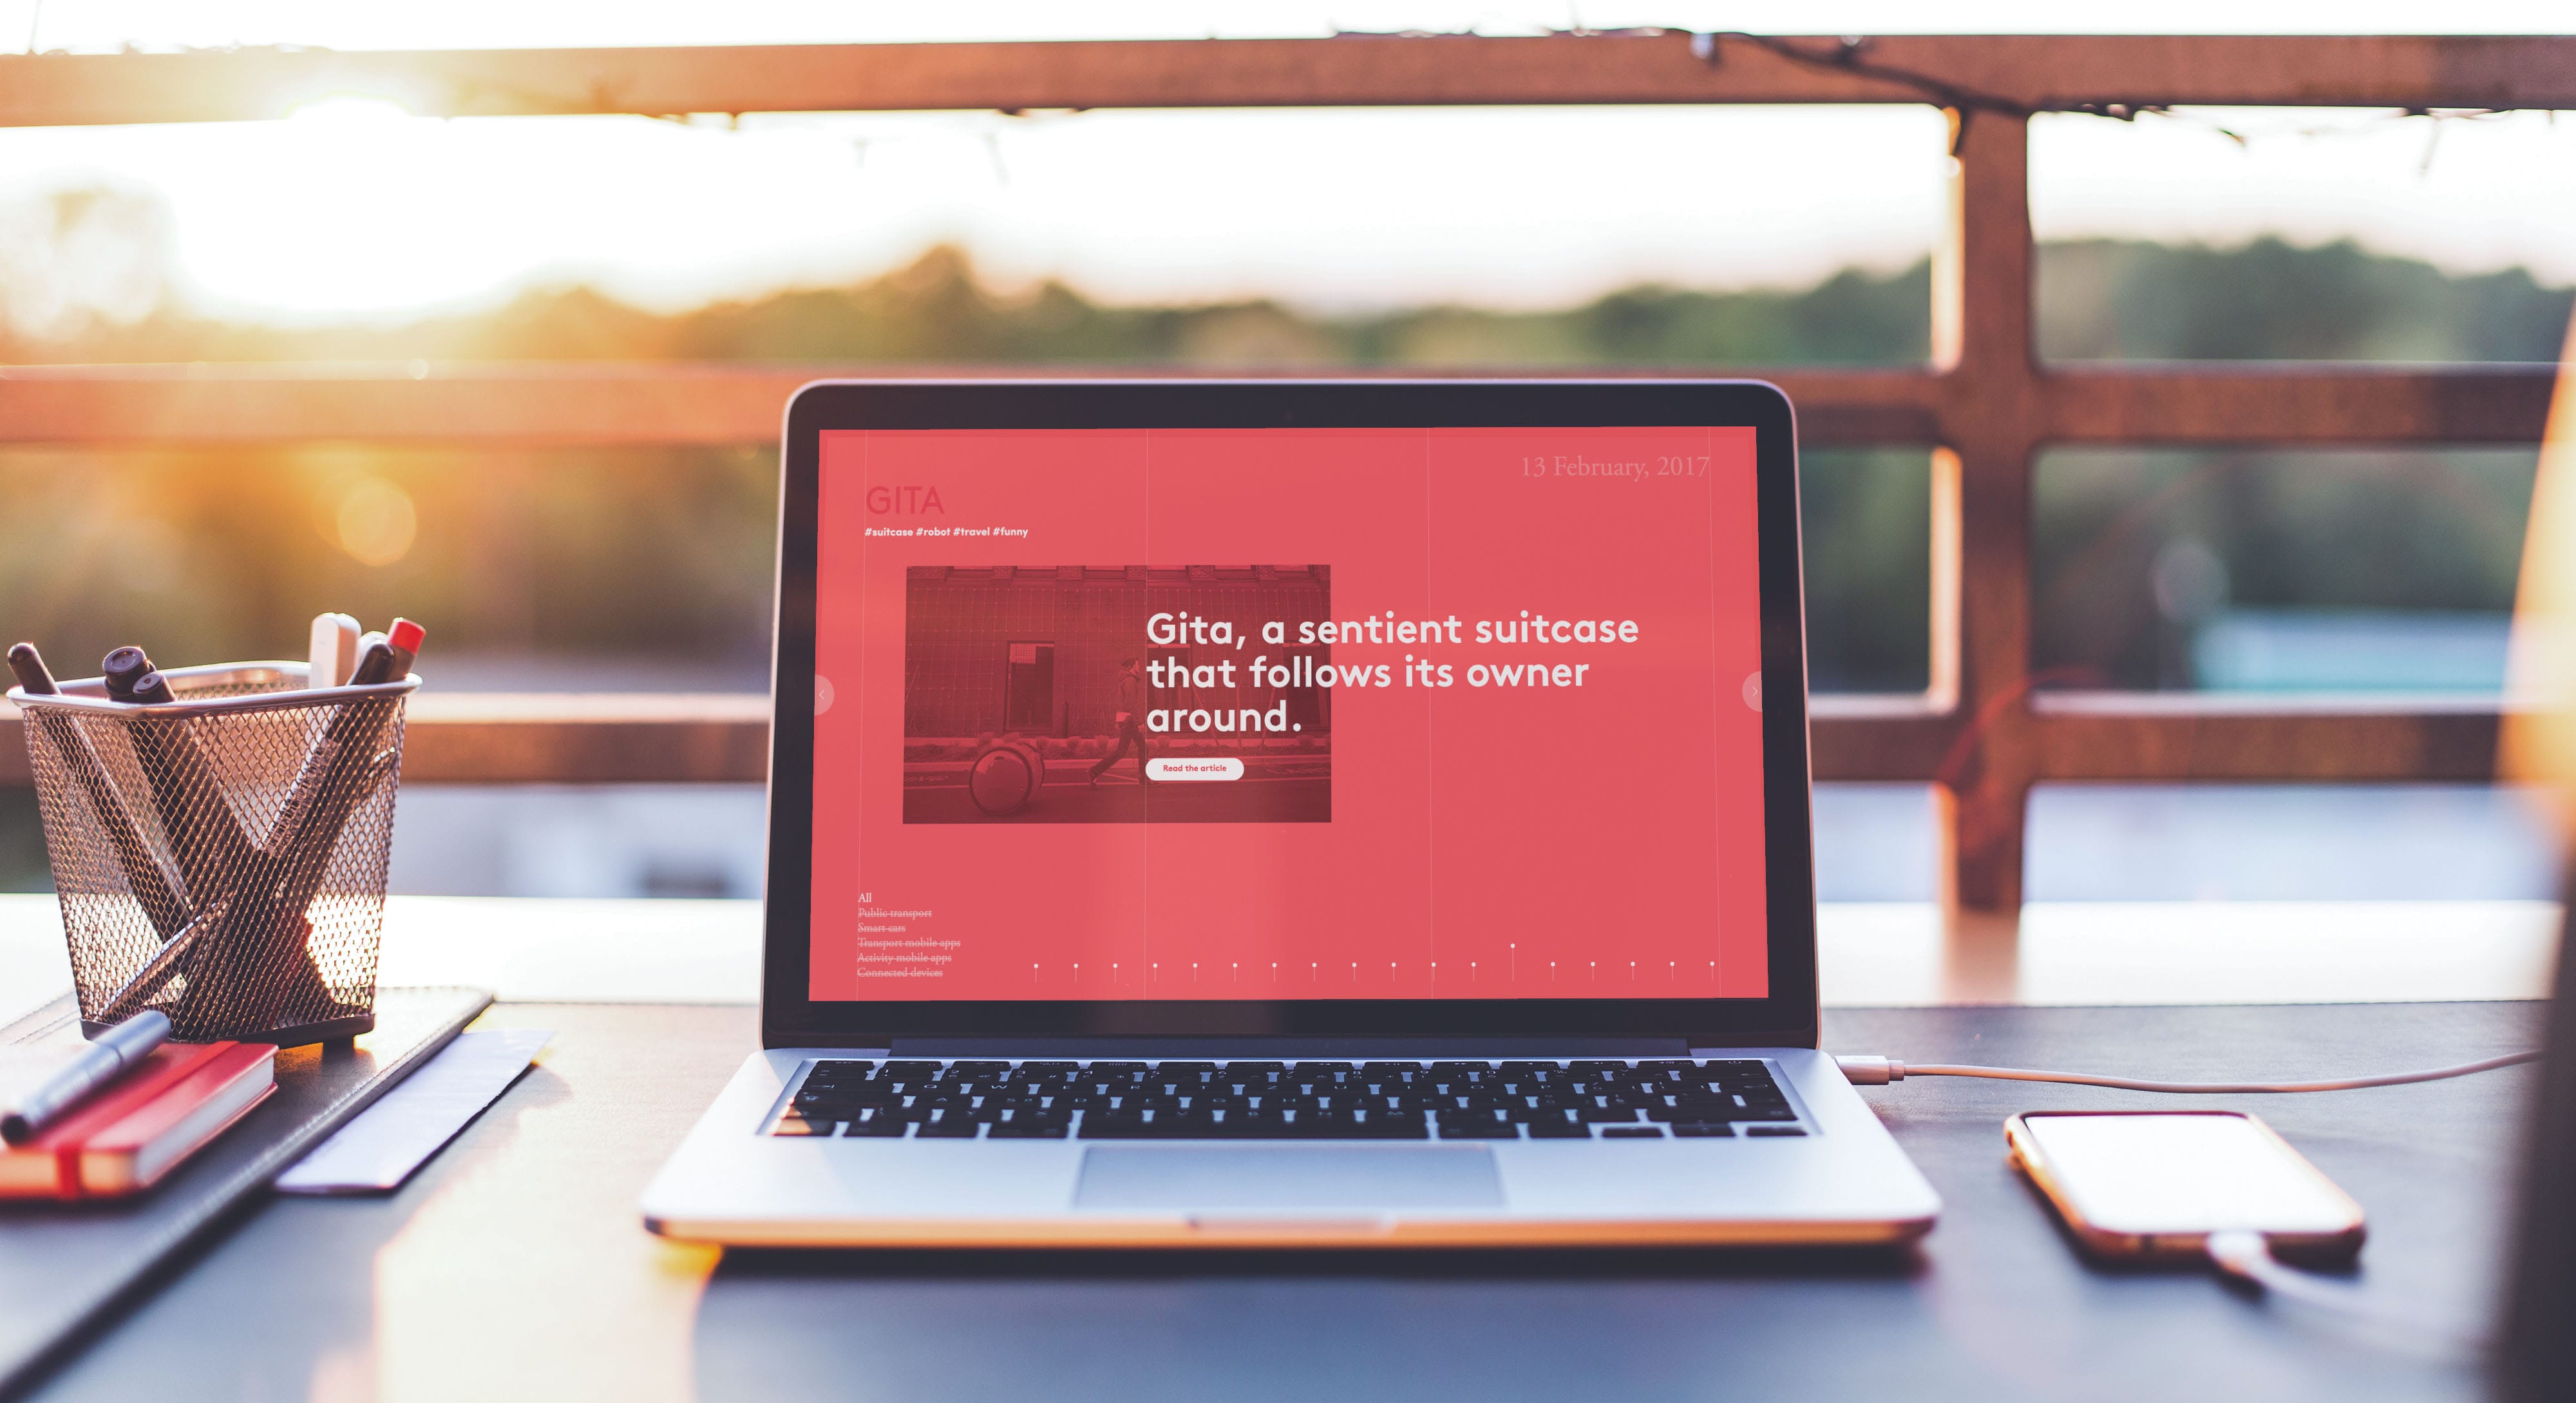 13 February, 2017
GITA
#suitcase #robot #travel #funny
Gita, a sentient suitcase
that follows its owner
around.
Read the article
All
Public transport
Smart cars
Transport mobile apps
Activity mobile apps
Connected devices